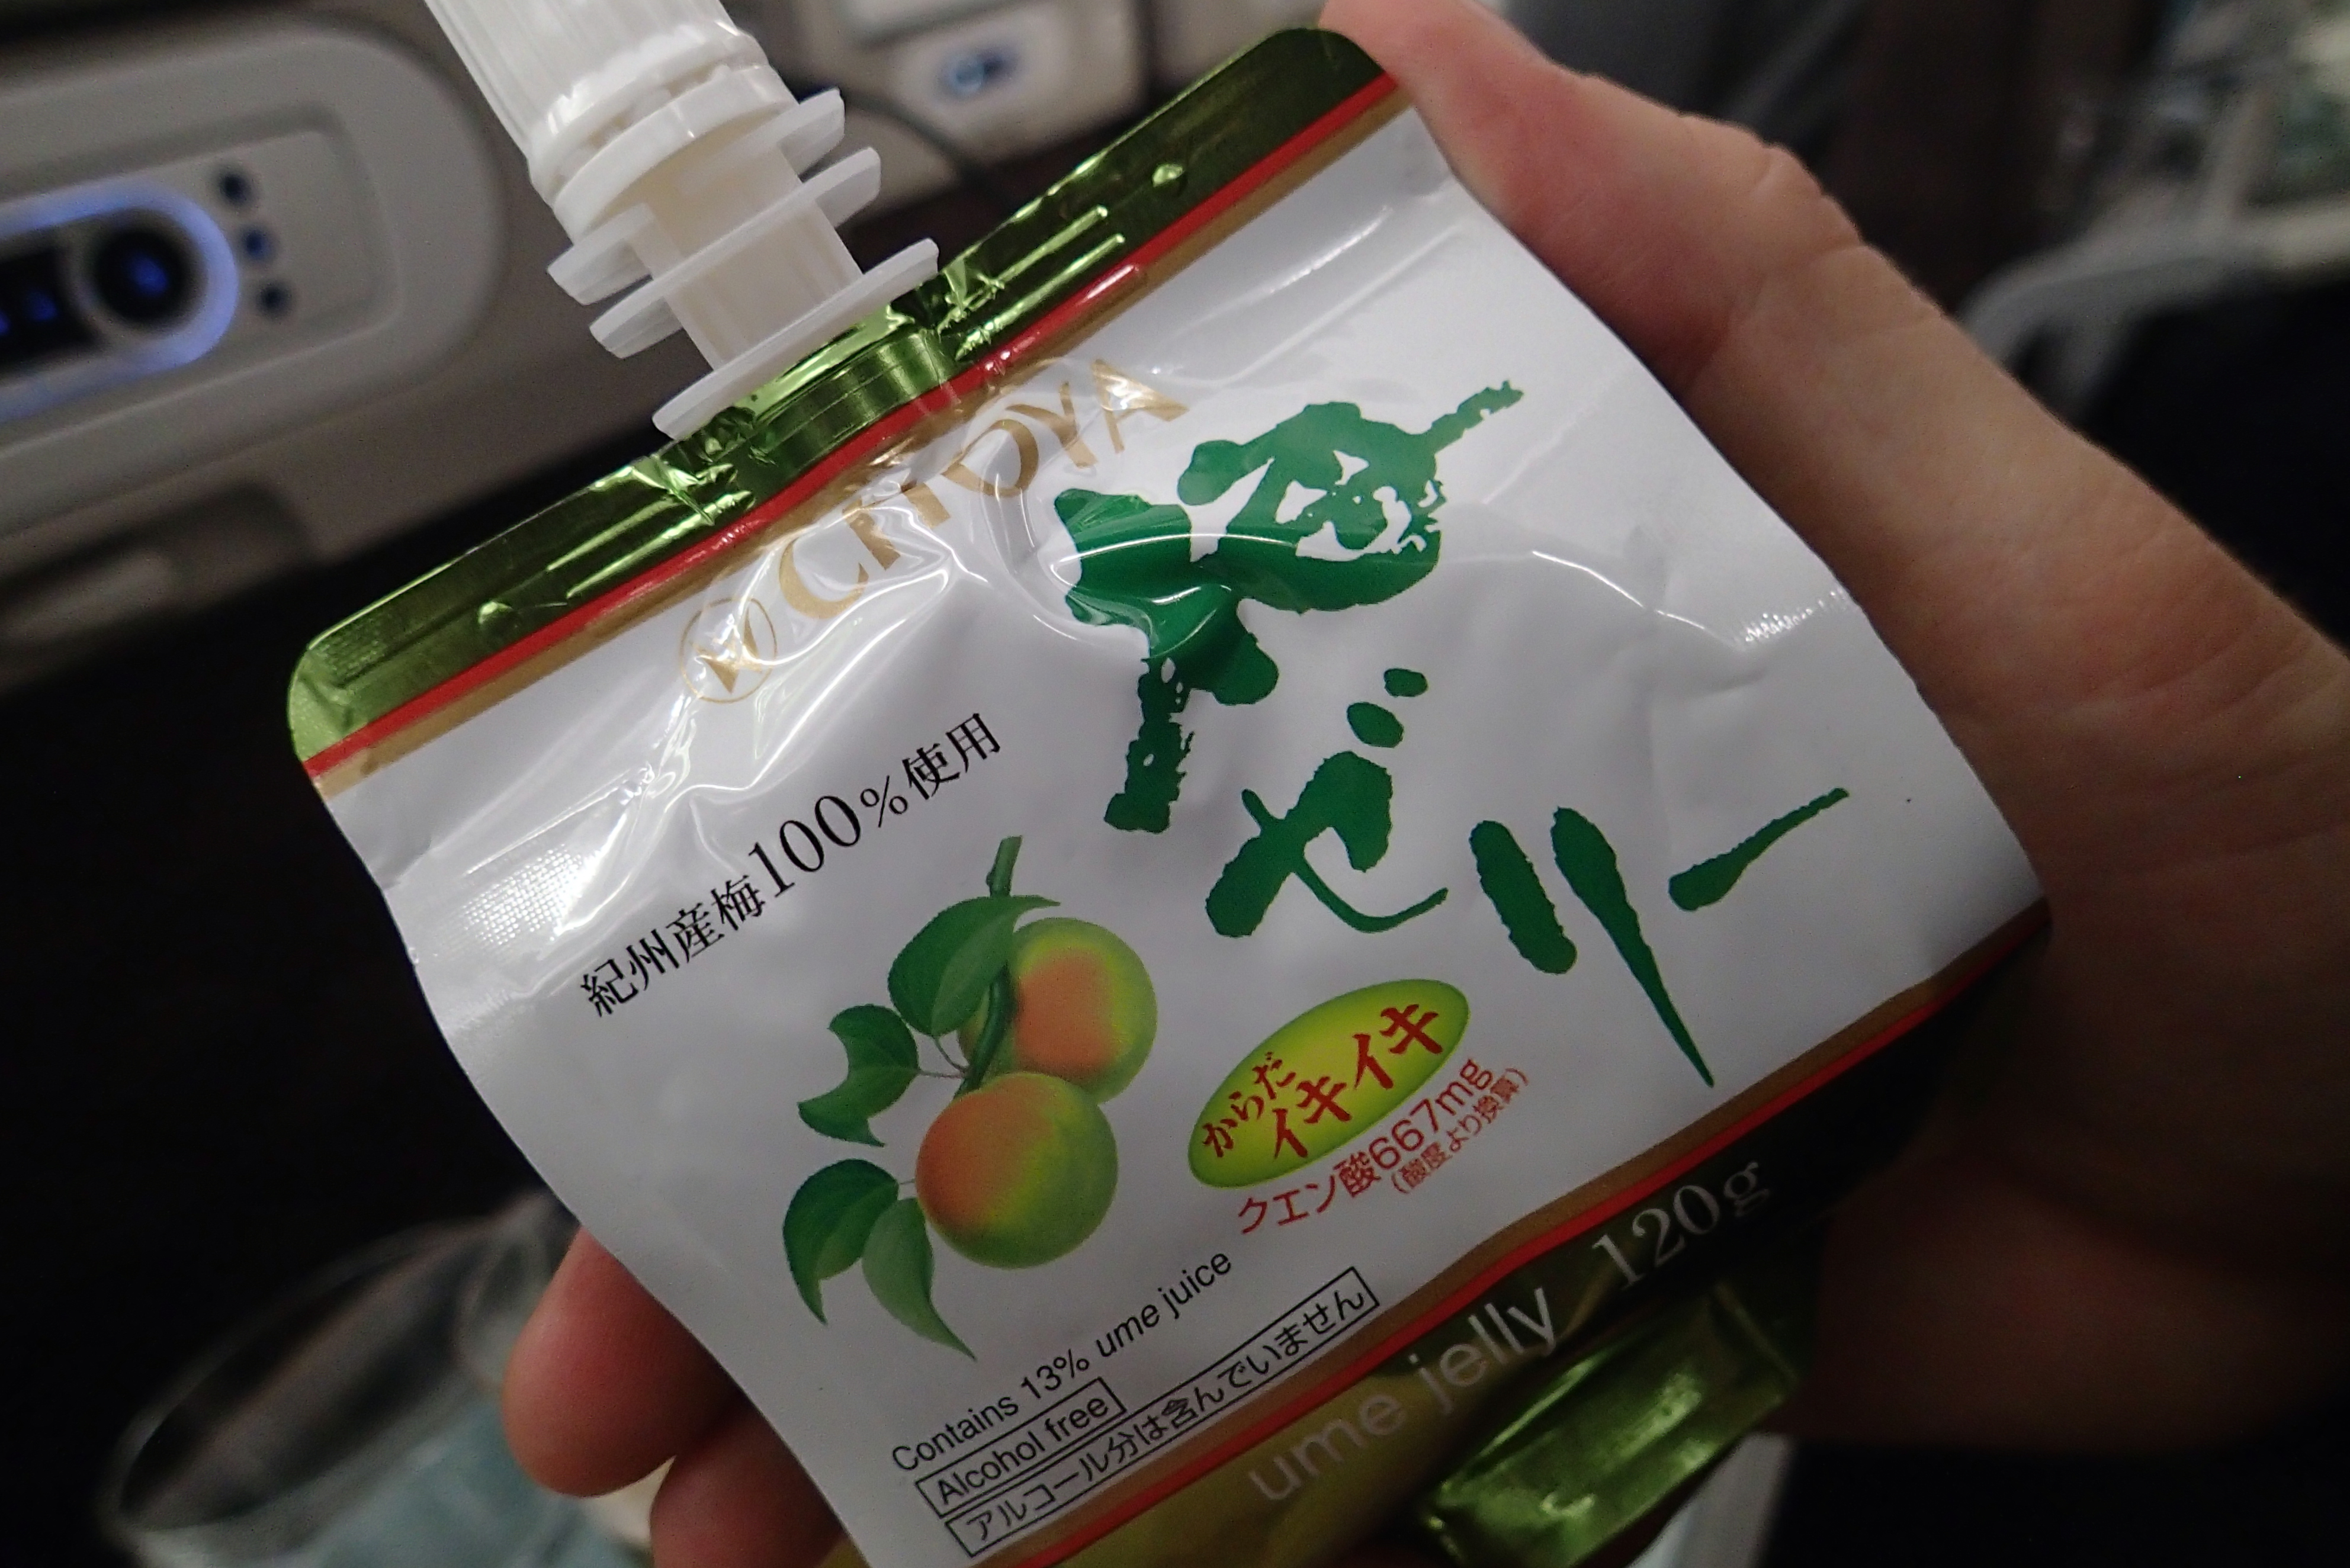 CHOYA
梅
ゼリー
紀州産梅100%使用
からだ
イキイキ
クエン酸667mg
(酸度より換算)
Contains 13% ume juice
Alcohol free
アルコール分は含んでいません
ume jelly 120g